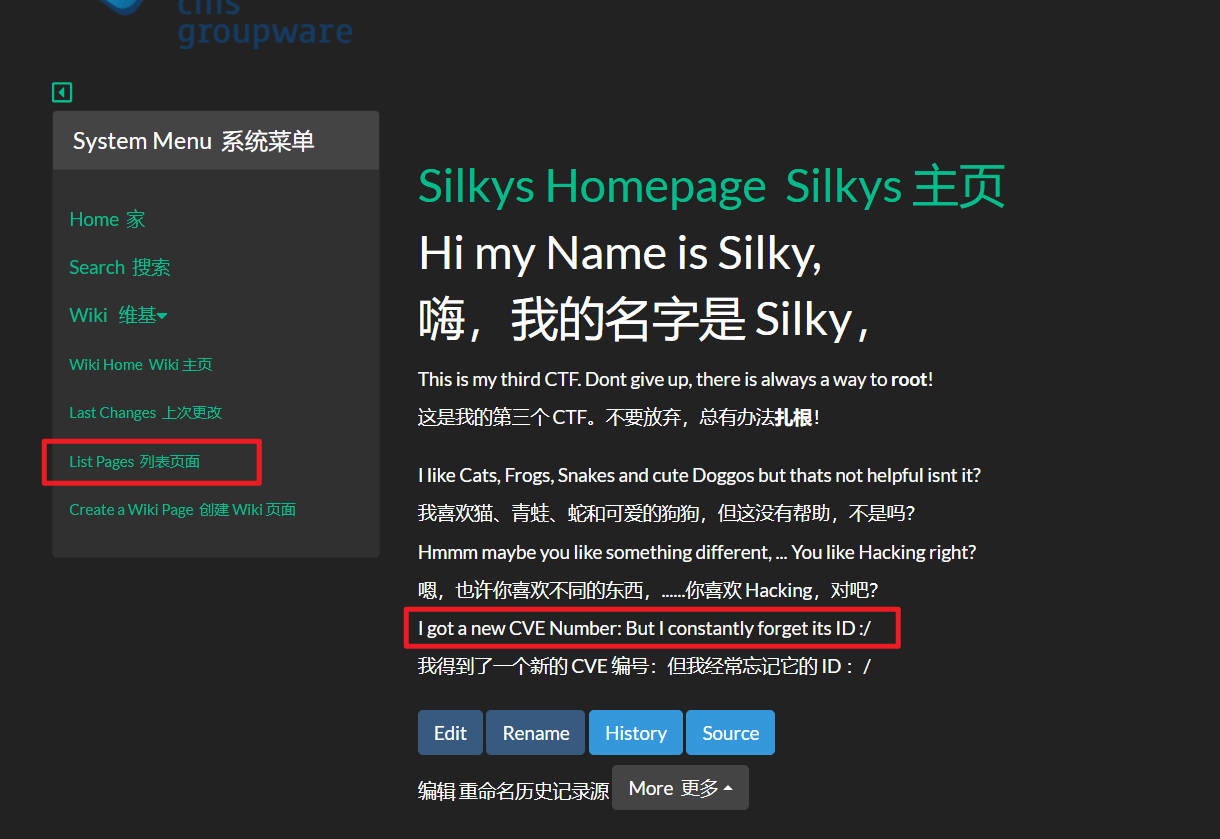 cms
groupware
System Menu 系统菜单
Home 家
Search 搜索
Wiki 维基
Wiki Home Wiki 主页
Last Changes 上次更改
List Pages 列表页面
Create a Wiki Page 创建 Wiki 页面
Silkys Homepage Silkys 主页
Hi my Name is Silky,
嗨，我的名字是 Silky，
This is my third CTF. Dont give up, there is always a way to root!
这是我的第三个 CTF。不要放弃，总有办法扎根！
I like Cats, Frogs, Snakes and cute Doggos but thats not helpful isnt it?
我喜欢猫、青蛙、蛇和可爱的狗狗，但这没有帮助，不是吗？
Hmmm maybe you like something different, ... You like Hacking right?
嗯，也许你喜欢不同的东西，......你喜欢 Hacking，对吧？
I got a new CVE Number: But I constantly forget its ID :/
我得到了一个新的 CVE 编号：但我经常忘记它的 ID：/
Edit Rename History Source
编辑 重命名历史记录源 More 更多